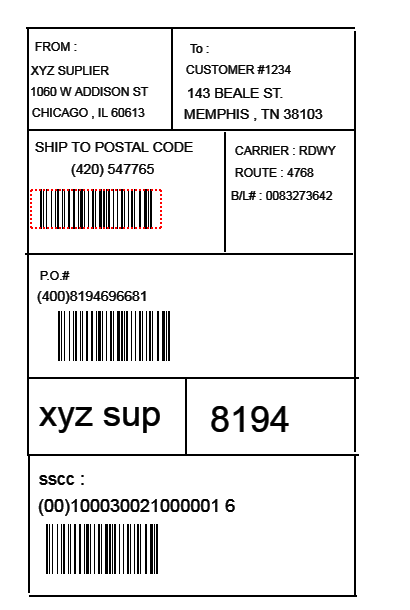 FROM :
XYZ SUPLIER
1060 W ADDISON ST
CHICAGO , IL 60613
To :
CUSTOMER #1234
143 BEALE ST.
MEMPHIS , TN 38103
SHIP TO POSTAL CODE
(420) 547765
CARRIER : RDWY
ROUTE : 4768
B/L# : 0083273642
P.O.#
(400)8194696681
xyz sup
8194
sscc :
(00)100030021000001 6